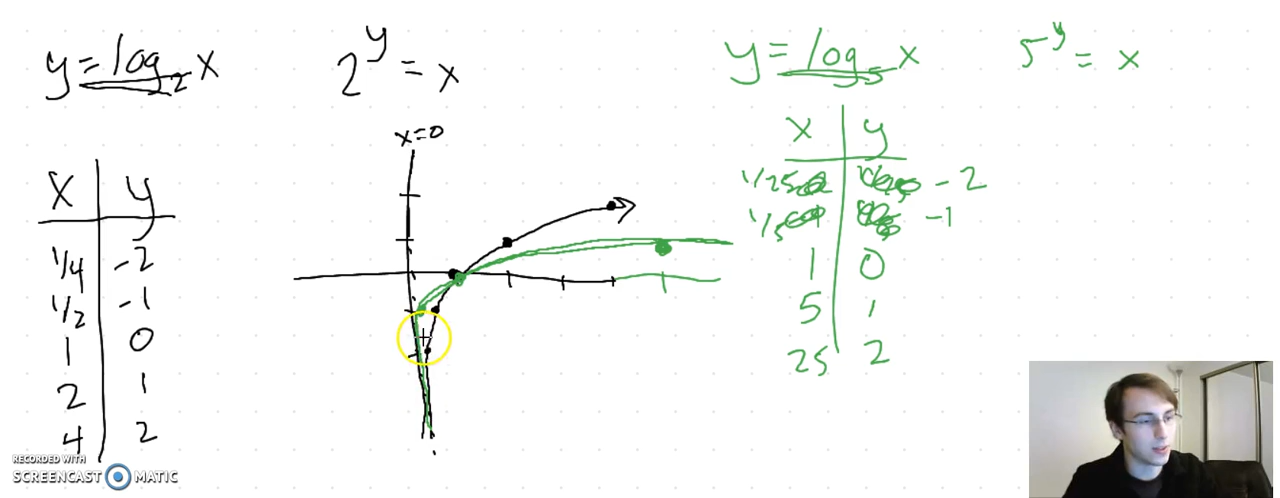 y = log₂ x
2^y = x
x=0
x y
1/4 -2
1/2 -1
1 0
2 1
4 2
y = log₅ x
5^y = x
x y
1/25 -2
1/5 -1
1 0
5 1
25 2
RECORDED WITH
SCREENCAST MATIC